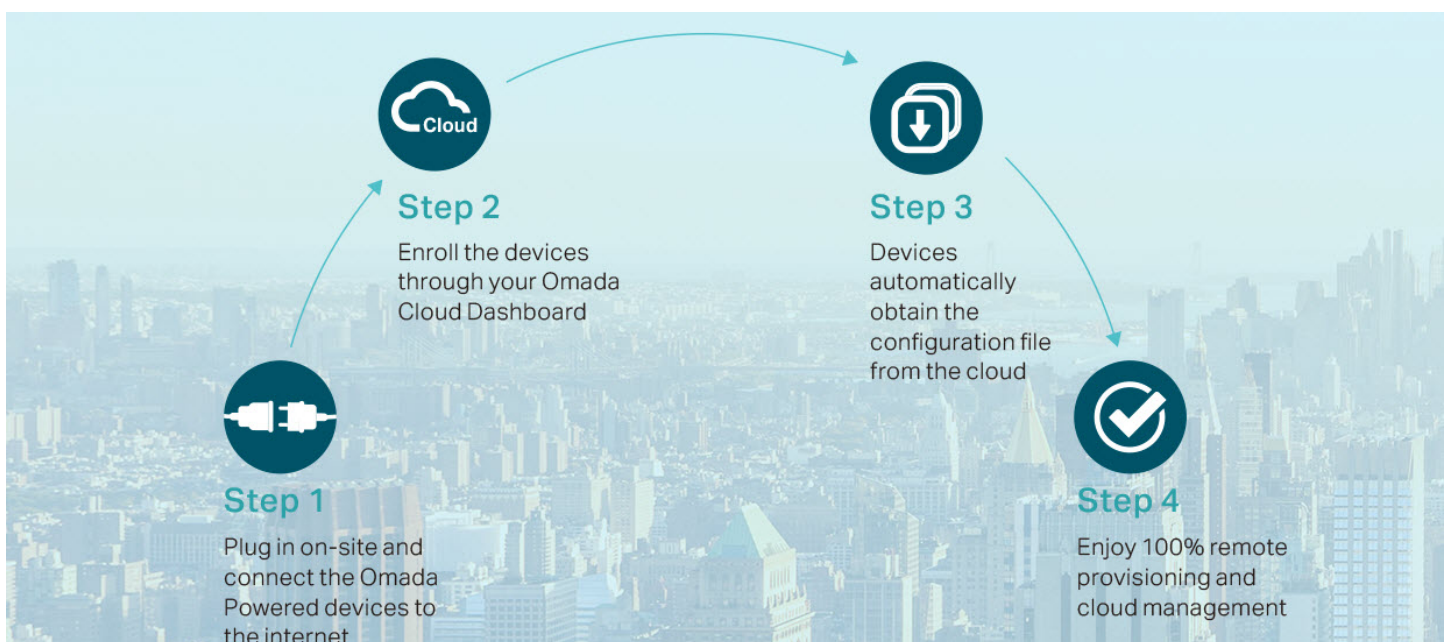 Cloud
Step 2
Enroll the devices
through your Omada
Cloud Dashboard
Step 3
Devices
automatically
obtain the
configuration file
from the cloud
Step 1
Plug in on-site and
connect the Omada
Powered devices to
the internet
Step 4
Enjoy 100% remote
provisioning and
cloud management